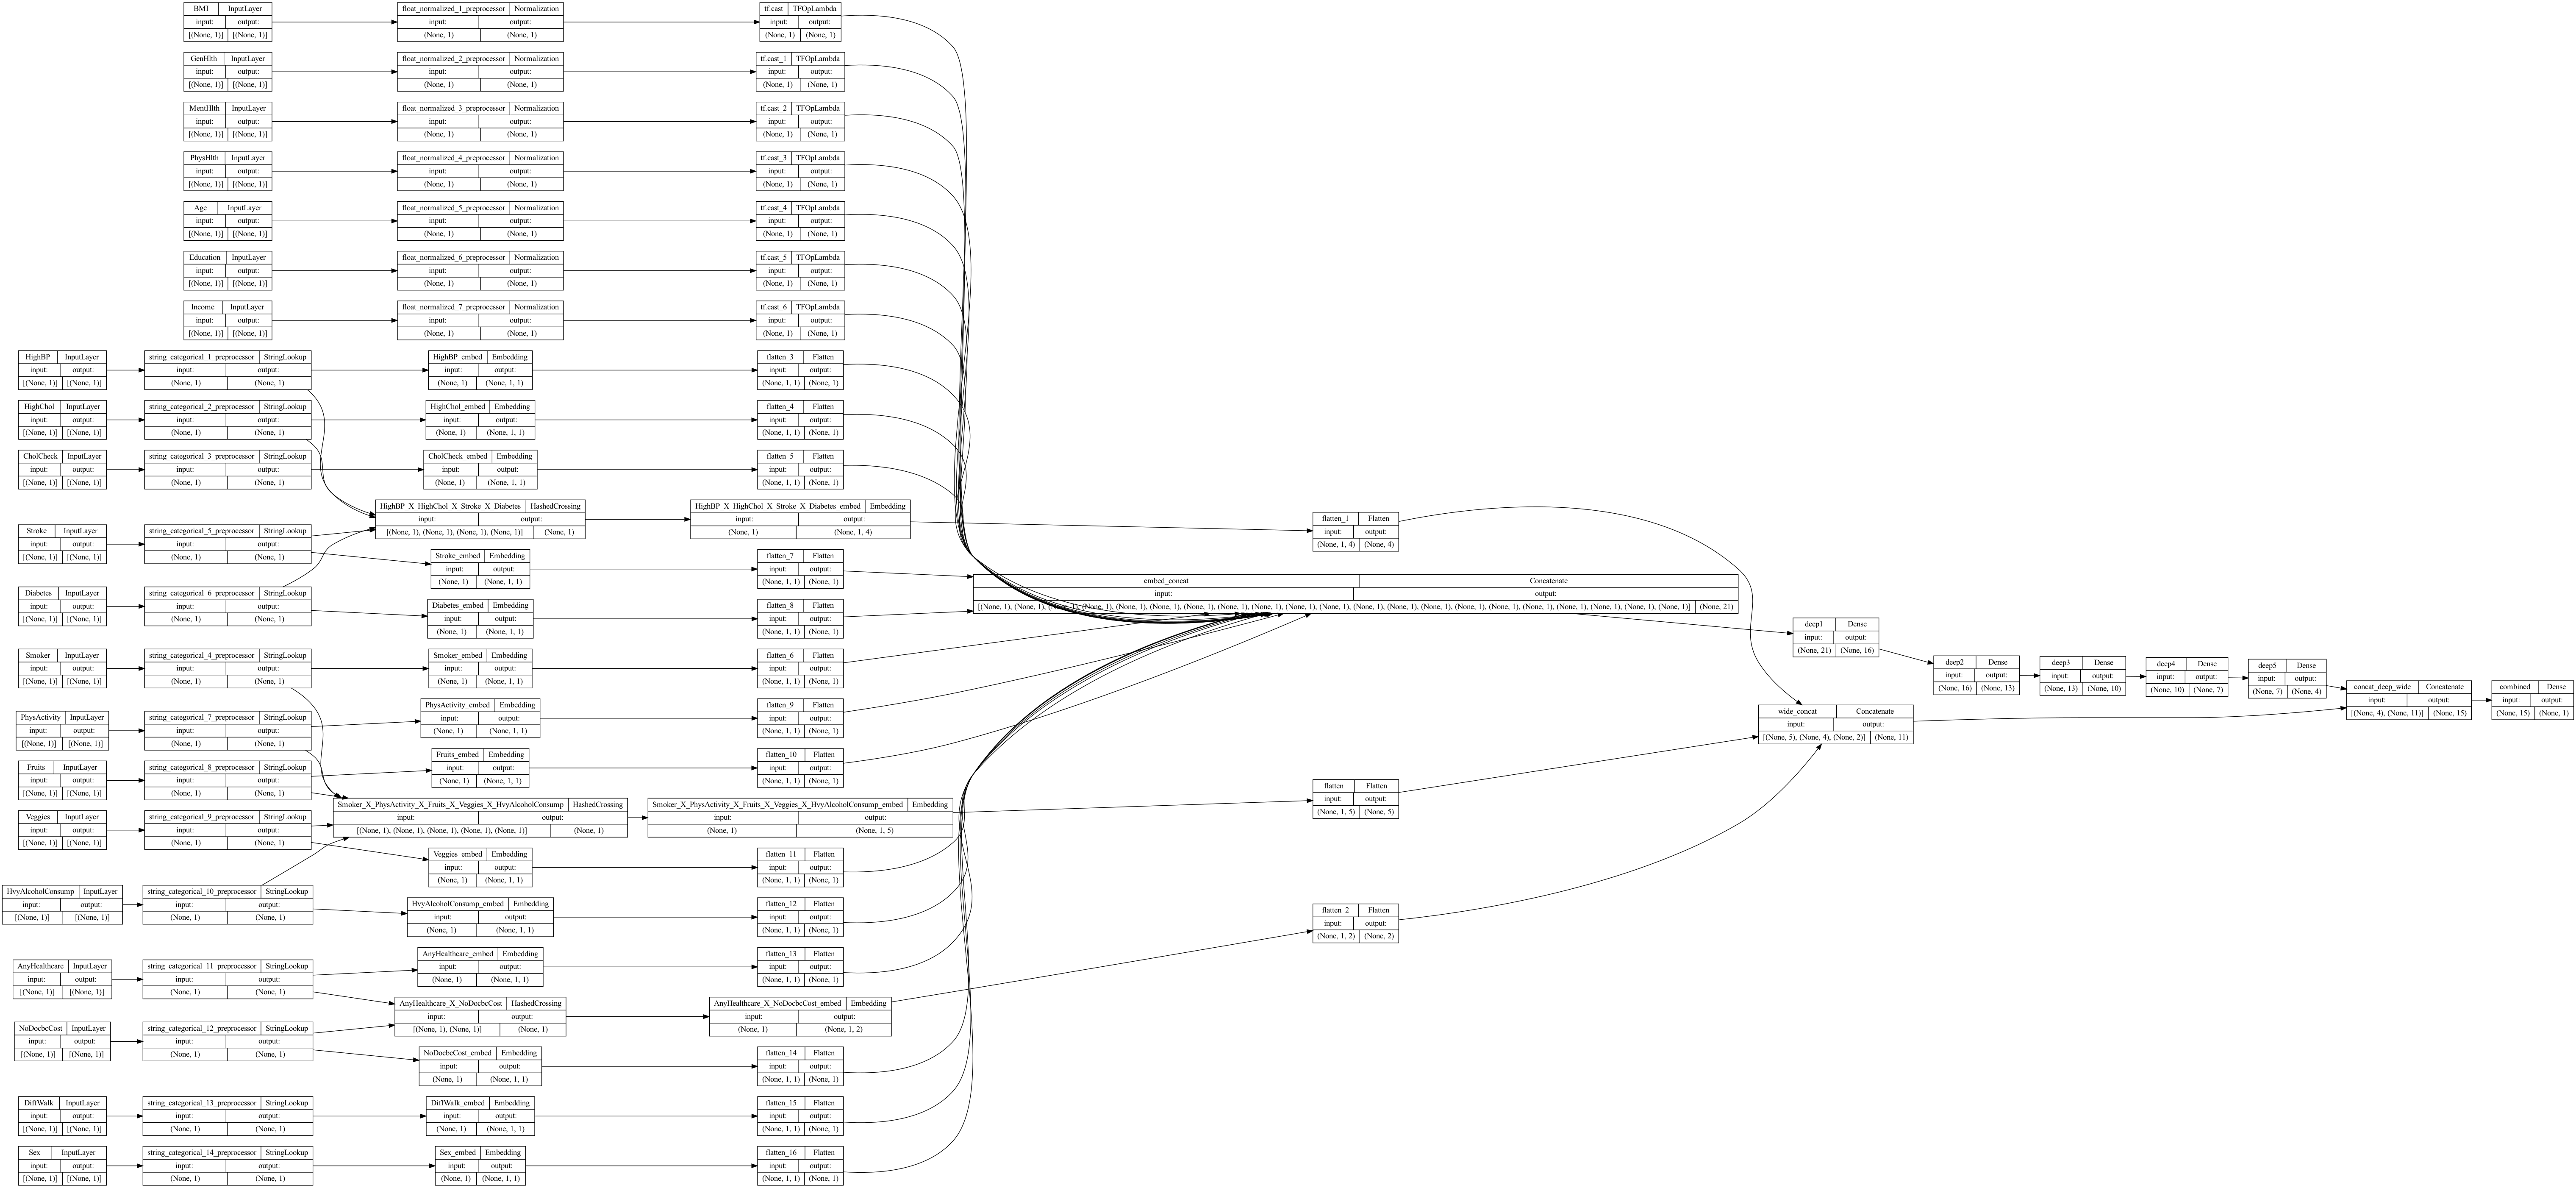 BMI InputLayer
input: output:
[(None, 1)] [(None, 1)]
float_normalized_1_preprocessor Normalization
input: output:
(None, 1) (None, 1)
tf.cast TFOpLambda
input: output:
(None, 1) (None, 1)
GenHlth InputLayer
input: output:
[(None, 1)] [(None, 1)]
float_normalized_2_preprocessor Normalization
input: output:
(None, 1) (None, 1)
tf.cast_1 TFOpLambda
input: output:
(None, 1) (None, 1)
MentHlth InputLayer
input: output:
[(None, 1)] [(None, 1)]
float_normalized_3_preprocessor Normalization
input: output:
(None, 1) (None, 1)
tf.cast_2 TFOpLambda
input: output:
(None, 1) (None, 1)
PhysHlth InputLayer
input: output:
[(None, 1)] [(None, 1)]
float_normalized_4_preprocessor Normalization
input: output:
(None, 1) (None, 1)
tf.cast_3 TFOpLambda
input: output:
(None, 1) (None, 1)
Age InputLayer
input: output:
[(None, 1)] [(None, 1)]
float_normalized_5_preprocessor Normalization
input: output:
(None, 1) (None, 1)
tf.cast_4 TFOpLambda
input: output:
(None, 1) (None, 1)
Education InputLayer
input: output:
[(None, 1)] [(None, 1)]
float_normalized_6_preprocessor Normalization
input: output:
(None, 1) (None, 1)
tf.cast_5 TFOpLambda
input: output:
(None, 1) (None, 1)
Income InputLayer
input: output:
[(None, 1)] [(None, 1)]
float_normalized_7_preprocessor Normalization
input: output:
(None, 1) (None, 1)
tf.cast_6 TFOpLambda
input: output:
(None, 1) (None, 1)
HighBP InputLayer
input: output:
[(None, 1)] [(None, 1)]
string_categorical_1_preprocessor StringLookup
input: output:
(None, 1) (None, 1)
HighBP_embed Embedding
input: output:
(None, 1) (None, 1, 1)
flatten_3 Flatten
input: output:
(None, 1, 1) (None, 1)
HighChol InputLayer
input: output:
[(None, 1)] [(None, 1)]
string_categorical_2_preprocessor StringLookup
input: output:
(None, 1) (None, 1)
HighChol_embed Embedding
input: output:
(None, 1) (None, 1, 1)
flatten_4 Flatten
input: output:
(None, 1, 1) (None, 1)
CholCheck InputLayer
input: output:
[(None, 1)] [(None, 1)]
string_categorical_3_preprocessor StringLookup
input: output:
(None, 1) (None, 1)
CholCheck_embed Embedding
input: output:
(None, 1) (None, 1, 1)
flatten_5 Flatten
input: output:
(None, 1, 1) (None, 1)
HighBP_X_HighChol_X_Stroke_X_Diabetes HashedCrossing
input: output:
[(None, 1), (None, 1), (None, 1), (None, 1)] (None, 1)
HighBP_X_HighChol_X_Stroke_X_Diabetes_embed Embedding
input: output:
(None, 1) (None, 1, 4)
flatten_1 Flatten
input: output:
(None, 1, 4) (None, 4)
Stroke InputLayer
input: output:
[(None, 1)] [(None, 1)]
string_categorical_5_preprocessor StringLookup
input: output:
(None, 1) (None, 1)
Stroke_embed Embedding
input: output:
(None, 1) (None, 1, 1)
flatten_7 Flatten
input: output:
(None, 1, 1) (None, 1)
embed_concat Concatenate
input: output:
[(None, 1), (None, 1), (None, 1), (None, 1), (None, 1), (None, 1), (None, 1), (None, 1), (None, 1), (None, 1), (None, 1), (None, 1), (None, 1), (None, 1), (None, 1), (None, 1), (None, 1), (None, 1), (None, 1), (None, 1), (None, 1)] (None, 21)
Diabetes InputLayer
input: output:
[(None, 1)] [(None, 1)]
string_categorical_6_preprocessor StringLookup
input: output:
(None, 1) (None, 1)
Diabetes_embed Embedding
input: output:
(None, 1) (None, 1, 1)
flatten_8 Flatten
input: output:
(None, 1, 1) (None, 1)
deep1 Dense
input: output:
(None, 21) (None, 16)
deep2 Dense
input: output:
(None, 16) (None, 13)
deep3 Dense
input: output:
(None, 13) (None, 10)
deep4 Dense
input: output:
(None, 10) (None, 7)
deep5 Dense
input: output:
(None, 7) (None, 4)
concat_deep_wide Concatenate
input: output:
[(None, 4), (None, 11)] (None, 15)
combined Dense
input: output:
(None, 15) (None, 1)
Smoker InputLayer
input: output:
[(None, 1)] [(None, 1)]
string_categorical_4_preprocessor StringLookup
input: output:
(None, 1) (None, 1)
Smoker_embed Embedding
input: output:
(None, 1) (None, 1, 1)
flatten_6 Flatten
input: output:
(None, 1, 1) (None, 1)
PhysActivity InputLayer
input: output:
[(None, 1)] [(None, 1)]
string_categorical_7_preprocessor StringLookup
input: output:
(None, 1) (None, 1)
PhysActivity_embed Embedding
input: output:
(None, 1) (None, 1, 1)
flatten_9 Flatten
input: output:
(None, 1, 1) (None, 1)
wide_concat Concatenate
input: output:
[(None, 5), (None, 4), (None, 2)] (None, 11)
Fruits InputLayer
input: output:
[(None, 1)] [(None, 1)]
string_categorical_8_preprocessor StringLookup
input: output:
(None, 1) (None, 1)
Fruits_embed Embedding
input: output:
(None, 1) (None, 1, 1)
flatten_10 Flatten
input: output:
(None, 1, 1) (None, 1)
Smoker_X_PhysActivity_X_Fruits_X_Veggies_X_HvyAlcoholConsump HashedCrossing
input: output:
[(None, 1), (None, 1), (None, 1), (None, 1), (None, 1)] (None, 1)
Smoker_X_PhysActivity_X_Fruits_X_Veggies_X_HvyAlcoholConsump_embed Embedding
input: output:
(None, 1) (None, 1, 5)
flatten Flatten
input: output:
(None, 1, 5) (None, 5)
Veggies InputLayer
input: output:
[(None, 1)] [(None, 1)]
string_categorical_9_preprocessor StringLookup
input: output:
(None, 1) (None, 1)
Veggies_embed Embedding
input: output:
(None, 1) (None, 1, 1)
flatten_11 Flatten
input: output:
(None, 1, 1) (None, 1)
HvyAlcoholConsump InputLayer
input: output:
[(None, 1)] [(None, 1)]
string_categorical_10_preprocessor StringLookup
input: output:
(None, 1) (None, 1)
HvyAlcoholConsump_embed Embedding
input: output:
(None, 1) (None, 1, 1)
flatten_12 Flatten
input: output:
(None, 1, 1) (None, 1)
flatten_2 Flatten
input: output:
(None, 1, 2) (None, 2)
AnyHealthcare InputLayer
input: output:
[(None, 1)] [(None, 1)]
string_categorical_11_preprocessor StringLookup
input: output:
(None, 1) (None, 1)
AnyHealthcare_embed Embedding
input: output:
(None, 1) (None, 1, 1)
flatten_13 Flatten
input: output:
(None, 1, 1) (None, 1)
AnyHealthcare_X_NoDocbcCost HashedCrossing
input: output:
[(None, 1), (None, 1)] (None, 1)
AnyHealthcare_X_NoDocbcCost_embed Embedding
input: output:
(None, 1) (None, 1, 2)
NoDocbcCost InputLayer
input: output:
[(None, 1)] [(None, 1)]
string_categorical_12_preprocessor StringLookup
input: output:
(None, 1) (None, 1)
NoDocbcCost_embed Embedding
input: output:
(None, 1) (None, 1, 1)
flatten_14 Flatten
input: output:
(None, 1, 1) (None, 1)
DiffWalk InputLayer
input: output:
[(None, 1)] [(None, 1)]
string_categorical_13_preprocessor StringLookup
input: output:
(None, 1) (None, 1)
DiffWalk_embed Embedding
input: output:
(None, 1) (None, 1, 1)
flatten_15 Flatten
input: output:
(None, 1, 1) (None, 1)
Sex InputLayer
input: output:
[(None, 1)] [(None, 1)]
string_categorical_14_preprocessor StringLookup
input: output:
(None, 1) (None, 1)
Sex_embed Embedding
input: output:
(None, 1) (None, 1, 1)
flatten_16 Flatten
input: output:
(None, 1, 1) (None, 1)